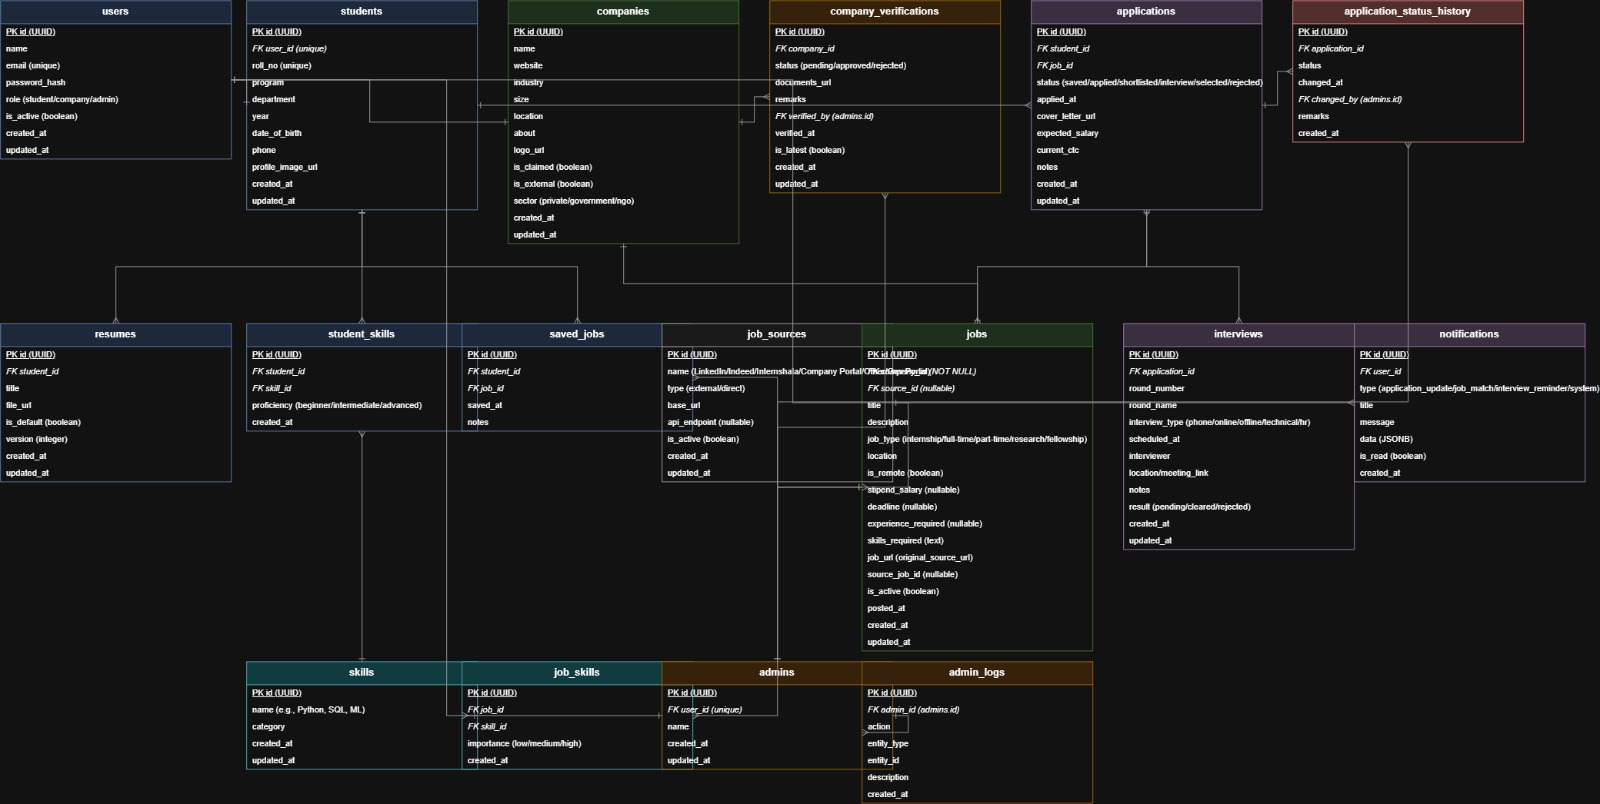 users
PK id (UUID)
name
email (unique)
password_hash
role (student/company/admin)
is_active (boolean)
created_at
updated_at
students
PK id (UUID)
FK user_id (unique)
roll_no (unique)
program
department
year
date_of_birth
phone
profile_image_url
created_at
updated_at
companies
PK id (UUID)
name
website
industry
size
location
about
logo_url
is_claimed (boolean)
is_external (boolean)
sector (private/government/ngo)
created_at
updated_at
company_verifications
PK id (UUID)
FK company_id
status (pending/approved/rejected)
documents_url
remarks
FK verified_by (admins.id)
verified_at
is_latest (boolean)
created_at
updated_at
applications
PK id (UUID)
FK student_id
FK job_id
status (saved/applied/shortlisted/interview/selected/rejected)
applied_at
cover_letter_url
expected_salary
current_ctc
notes
created_at
updated_at
application_status_history
PK id (UUID)
FK application_id
status
changed_at
FK changed_by (admins.id)
remarks
created_at
resumes
PK id (UUID)
FK student_id
title
file_url
is_default (boolean)
version (integer)
created_at
updated_at
student_skills
PK id (UUID)
FK student_id
FK skill_id
proficiency (beginner/intermediate/advanced)
created_at
saved_jobs
PK id (UUID)
FK student_id
FK job_id
saved_at
notes
job_sources
PK id (UUID)
name (LinkedIn/Indeed/Internshala/Company Portal/
type (external/direct)
base_url
api_endpoint (nullable)
is_active (boolean)
created_at
updated_at
jobs
PK id (UUID)
(NOT NULL)
FK source_id (nullable)
title
description
job_type (internship/full-time/part-time/research/fellowship)
location
is_remote (boolean)
stipend_salary (nullable)
deadline (nullable)
experience_required (nullable)
skills_required (text)
job_url (original_source_url)
source_job_id (nullable)
is_active (boolean)
posted_at
created_at
updated_at
interviews
PK id (UUID)
FK application_id
round_number
round_name
interview_type (phone/online/offline/technical/hr)
scheduled_at
interviewer
location/meeting_link
notes
result (pending/cleared/rejected)
created_at
updated_at
notifications
PK id (UUID)
FK user_id
type (application_update/job_match/interview_reminder/system)
title
message
data (JSONB)
is_read (boolean)
created_at
skills
PK id (UUID)
name (e.g., Python, SQL, ML)
category
created_at
updated_at
job_skills
PK id (UUID)
FK job_id
FK skill_id
importance (low/medium/high)
created_at
admins
PK id (UUID)
FK user_id (unique)
name
created_at
updated_at
admin_logs
PK id (UUID)
FK admin_id (admins.id)
action
entity_type
entity_id
description
created_at